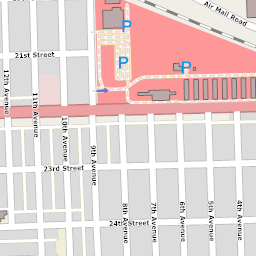 Air Mail Road
P
21st Street
P
P
12th Avenue
11th Avenue
10th Avenue
9th Avenue
23rd Street
8th Avenue
7th Avenue
6th Avenue
5th Avenue
4th Avenue
24th Street